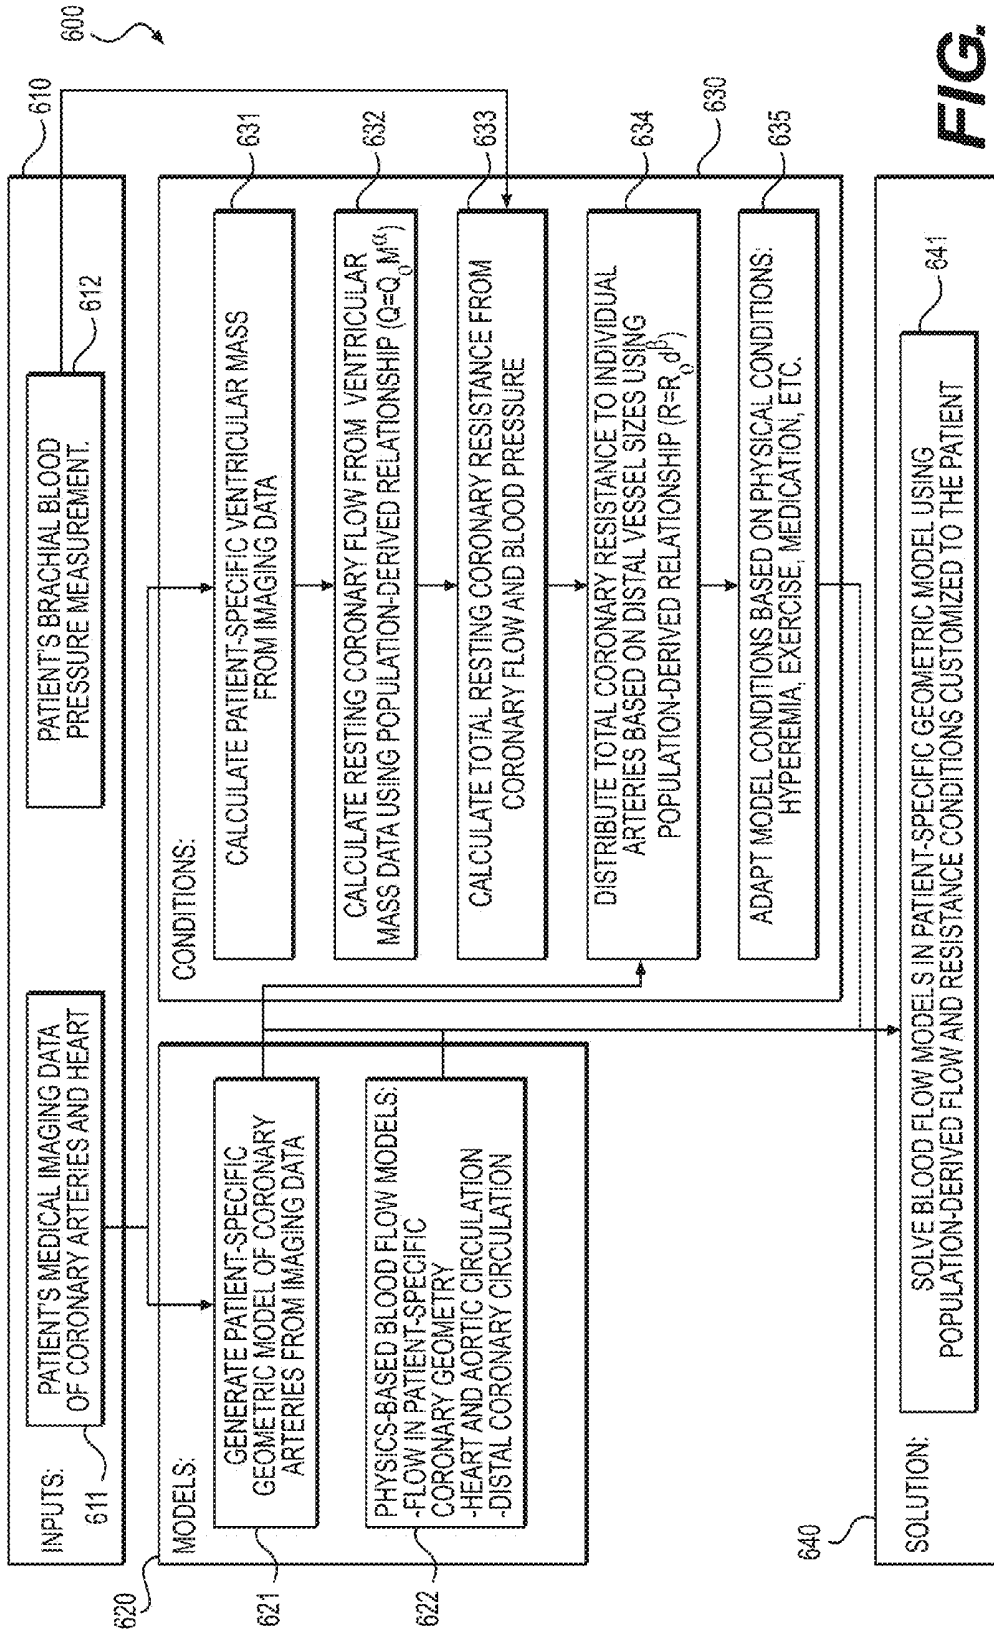 600
610
INPUTS:
PATIENT'S MEDICAL IMAGING DATA
OF CORONARY ARTERIES AND HEART
611
PATIENT'S BRACHIAL BLOOD
PRESSURE MEASUREMENT.
612
620
MODELS:
GENERATE PATIENT-SPECIFIC
GEOMETRIC MODEL OF CORONARY
ARTERIES FROM IMAGING DATA
621
PHYSICS-BASED BLOOD FLOW MODELS:
-FLOW IN PATIENT-SPECIFIC
CORONARY GEOMETRY
-HEART AND AORTIC CIRCULATION
-DISTAL CORONARY CIRCULATION
622
CONDITIONS:
CALCULATE PATIENT-SPECIFIC VENTRICULAR MASS
FROM IMAGING DATA
631
CALCULATE RESTING CORONARY FLOW FROM VENTRICULAR
MASS DATA USING POPULATION-DERIVED RELATIONSHIP (Q=Q₀M^α)
632
CALCULATE TOTAL RESTING CORONARY RESISTANCE FROM
CORONARY FLOW AND BLOOD PRESSURE
633
DISTRIBUTE TOTAL CORONARY RESISTANCE TO INDIVIDUAL
ARTERIES BASED ON DISTAL VESSEL SIZES USING
POPULATION-DERIVED RELATIONSHIP (R=R₀d^β)
634
630
ADAPT MODEL CONDITIONS BASED ON PHYSICAL CONDITIONS:
HYPEREMIA, EXERCISE, MEDICATION, ETC.
635
640
SOLUTION:
SOLVE BLOOD FLOW MODELS IN PATIENT-SPECIFIC GEOMETRIC MODEL USING
POPULATION-DERIVED FLOW AND RESISTANCE CONDITIONS CUSTOMIZED TO THE PATIENT
641
FIG.